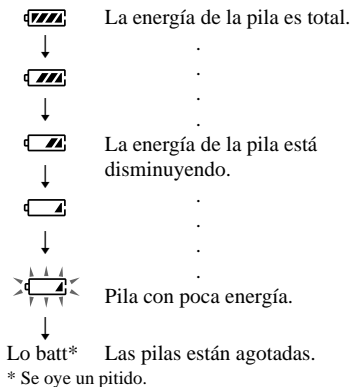 La energía de la pila es total.
.
.
.
.
La energía de la pila está
disminuyendo.
.
.
.
.
Pila con poca energía.
Lo batt* Las pilas están agotadas.
* Se oye un pitido.